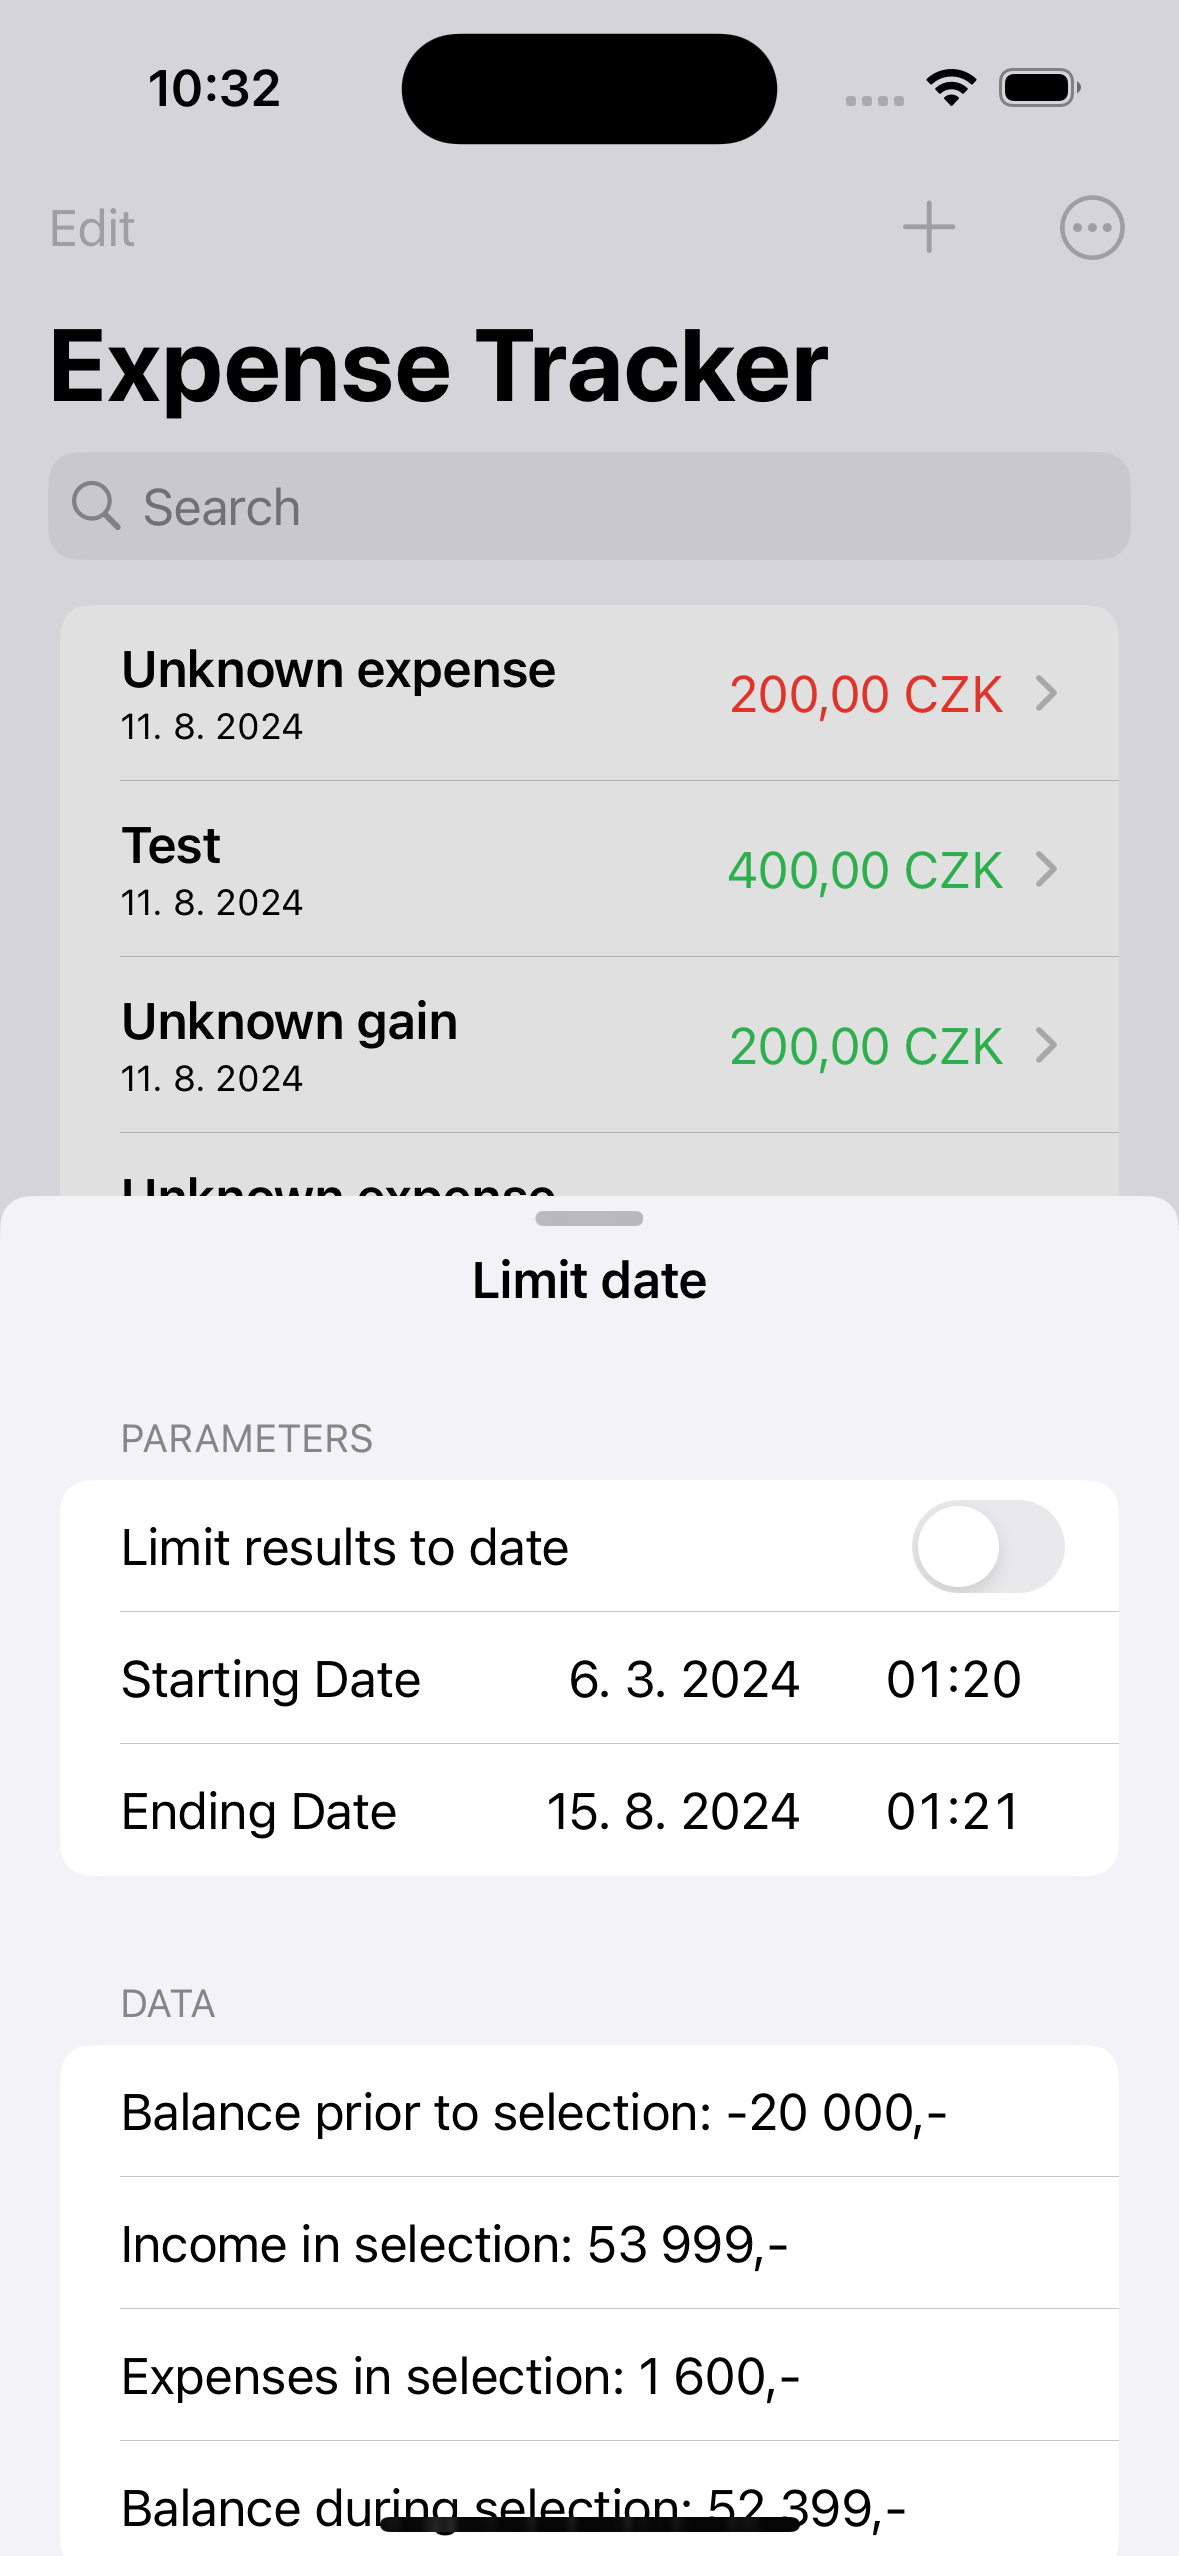 10:32
Edit
Expense Tracker
Search
Unknown expense
11. 8. 2024
200,00 CZK
Test
11. 8. 2024
400,00 CZK
Unknown gain
11. 8. 2024
200,00 CZK
Unknown expense
Limit date
PARAMETERS
Limit results to date
Starting Date 6. 3. 2024 01:20
Ending Date 15. 8. 2024 01:21
DATA
Balance prior to selection: -20 000,-
Income in selection: 53 999,-
Expenses in selection: 1 600,-
Balance during selection: 52 399,-